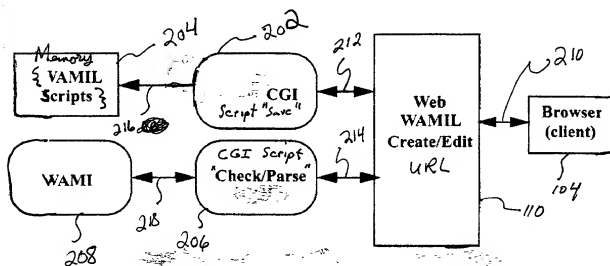 204
202
212
210
Memory
{ VAMIL
Scripts }
CGI
Script "Save"
Web
WAMIL
Create/Edit
URL
Browser
(client)
216
214
104
WAMI
CGI Script
"Check/Parse"
218
208
206
110